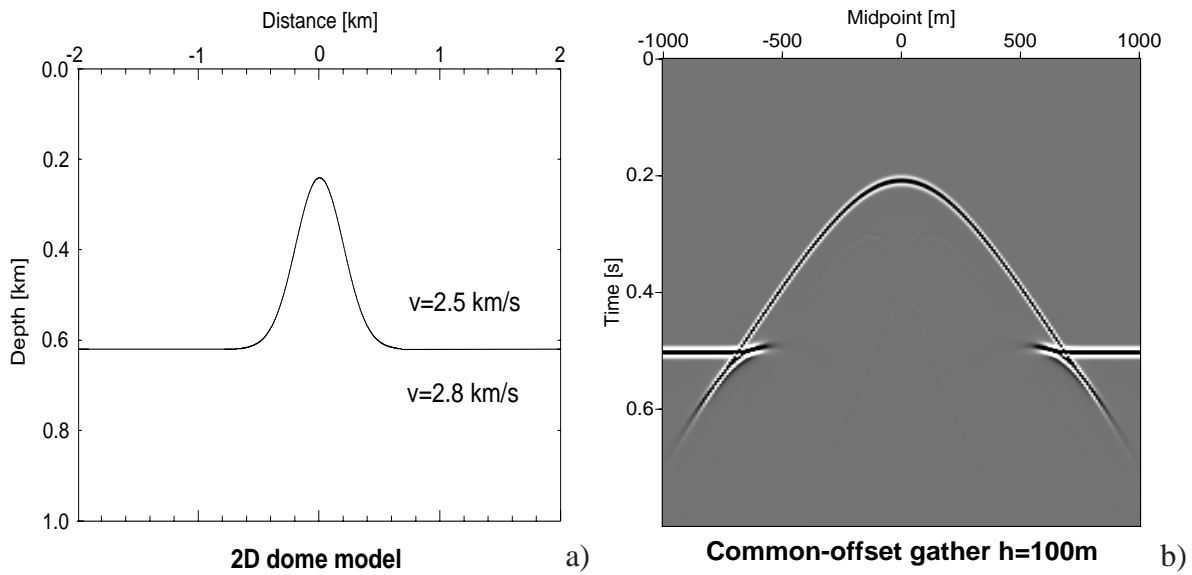 Distance [km]
-2 -1 0 1 2
0.0
0.2
0.4
0.6
0.8
1.0
Depth [km]
v=2.5 km/s
v=2.8 km/s
2D dome model
a)
Midpoint [m]
-1000 -500 0 500 1000
0
0.2
0.4
0.6
Time [s]
Common-offset gather h=100m
b)